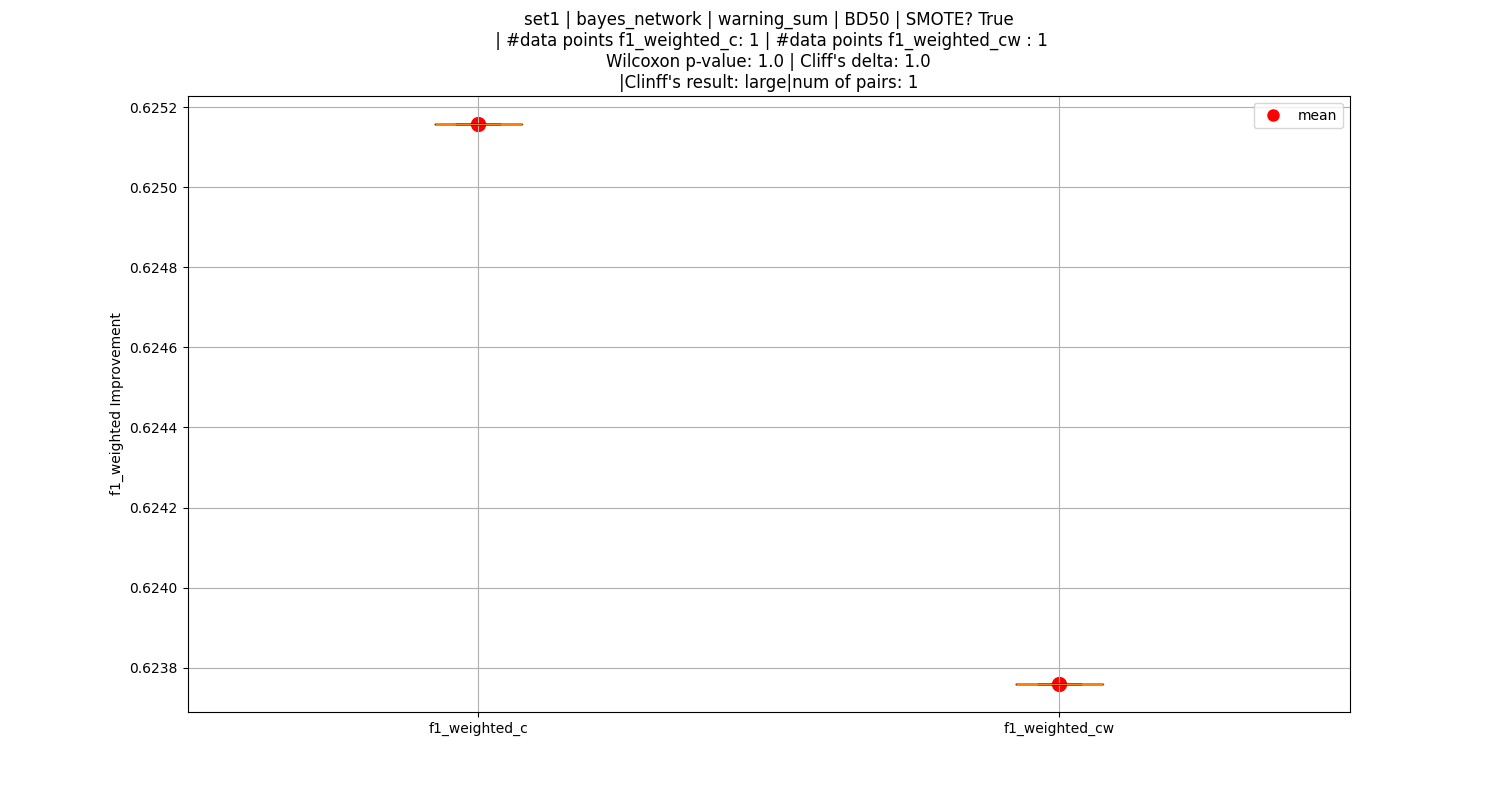 set1 | bayes_network | warning_sum | BD50 | SMOTE? True
| #data points f1_weighted_c: 1 | #data points f1_weighted_cw : 1
Wilcoxon p-value: 1.0 | Cliff's delta: 1.0
|Clinff's result: large|num of pairs: 1
mean
0.6252
0.6250
0.6248
0.6246
0.6244
0.6242
0.6240
0.6238
f1_weighted Improvement
f1_weighted_c
f1_weighted_cw